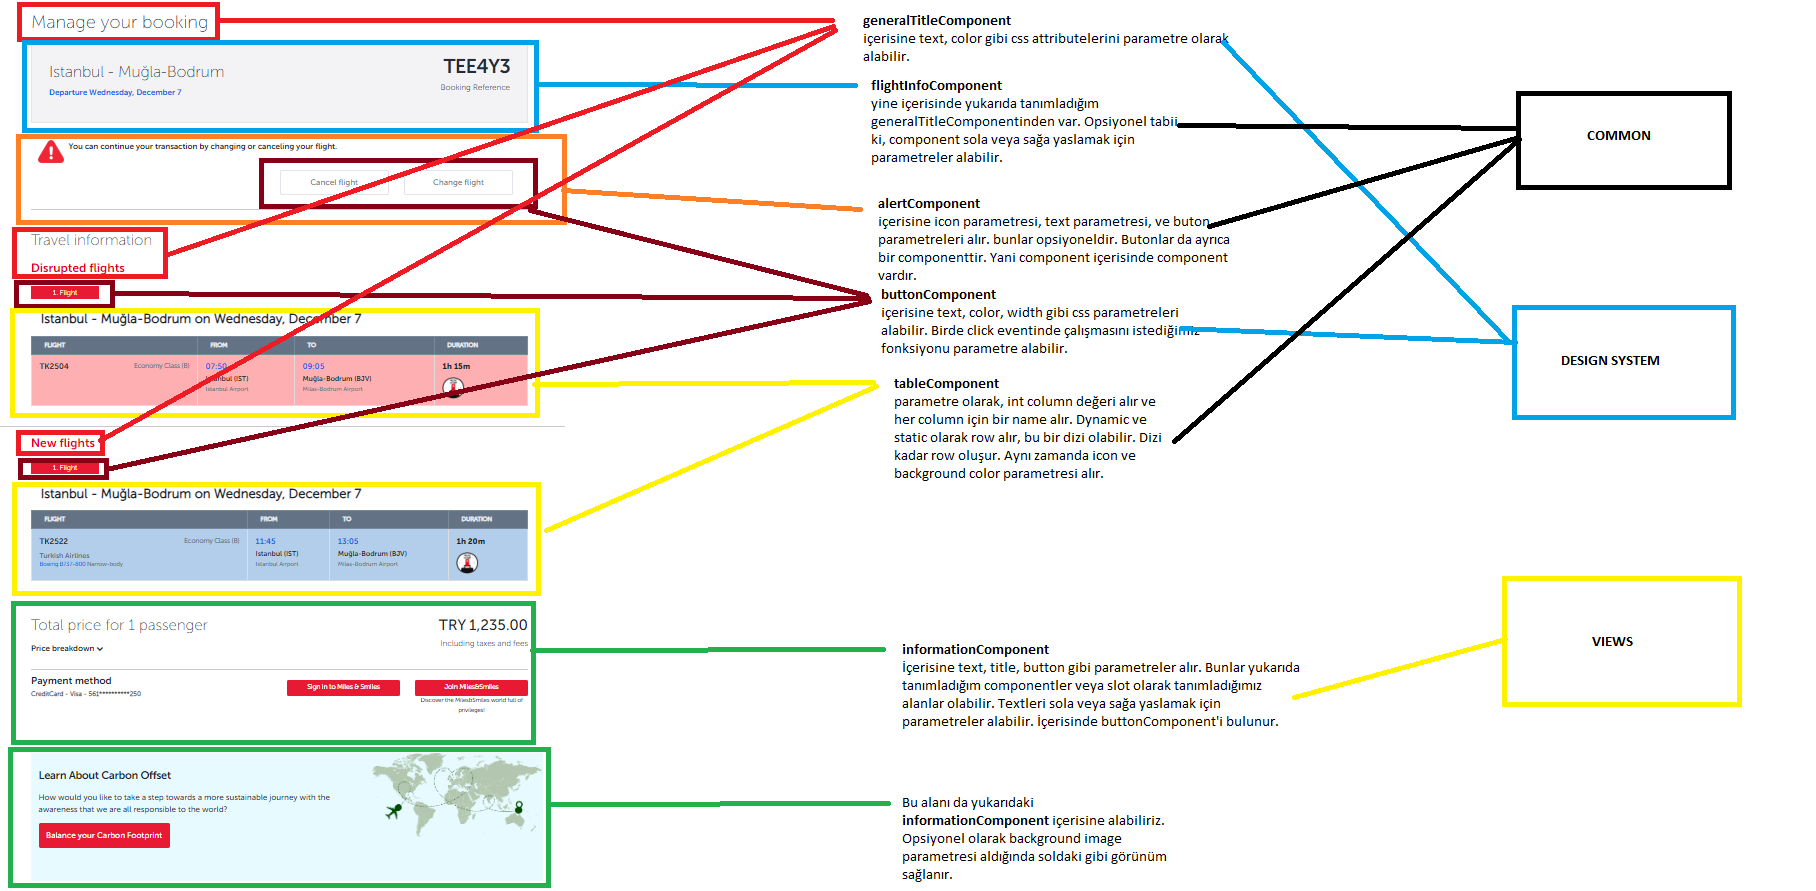 Manage your booking
Istanbul - Muğla-Bodrum
Departure Wednesday, December 7
TEE4Y3
Booking Reference
You can continue your transaction by changing or canceling your flight.
Cancel flight
Change flight
Travel information
Disrupted flights
1. Flight
Istanbul - Muğla-Bodrum on Wednesday, December 7
FLIGHT FROM TO DURATION
TK2504 Economy Class (B) 07:50 09:05 1h 15m
Istanbul (IST) Muğla-Bodrum (BJV)
Istanbul Airport Milas-Bodrum Airport
New flights
1. Flight
Istanbul - Muğla-Bodrum on Wednesday, December 7
FLIGHT FROM TO DURATION
TK2522 Economy Class (B) 11:45 13:05 1h 20m
Istanbul (IST) Muğla-Bodrum (BJV)
Turkish Airlines
Istanbul Airport Milas-Bodrum Airport
Boeing B737-800 Narrow-body
Total price for 1 passenger
TRY 1,235.00
Including taxes and fees
Price breakdown
Payment method
CreditCard - Visa - 561**********250
Sign in to Miles & Smiles
Join Miles&Smiles
Discover the Miles&Smiles world full of
privileges!
Learn About Carbon Offset
How would you like to take a step towards a more sustainable journey with the
awareness that we are all responsible to the world?
Balance your Carbon Footprint
generalTitleComponent
içerisine text, color gibi css attributelerini parametre olarak
alabilir.
flightInfoComponent
yine içerisinde yukarıda tanımladığım
generalTitleComponentinden var. Opsiyonel tabii
ki, component sola veya sağa yaslamak için
parametreler alabilir.
alertComponent
içerisine icon parametresi, text parametresi, ve buton
parametreleri alır. bunlar opsiyoneldir. Butonlar da ayrıca
bir componenttir. Yani component içerisinde component
vardır.
buttonComponent
içerisine text, color, width gibi css parametreleri
alabilir. Birde click eventinde çalışmasını istediğimiz
fonksiyonu parametre alabilir.
tableComponent
parametre olarak, int column değeri alır ve
her column için bir name alır. Dynamic ve
static olarak row alır, bu bir dizi olabilir. Dizi
kadar row oluşur. Aynı zamanda icon ve
background color parametresi alır.
informationComponent
İçerisine text, title, button gibi parametreler alır. Bunlar yukarıda
tanımladığım componentler veya slot olarak tanımladığımız
alanlar olabilir. Textleri sola veya sağa yaslamak için
parametreler alabilir. İçerisinde buttonComponent'i bulunur.
Bu alanı da yukarıdaki
informationComponent içerisine alabiliriz.
Opsiyonel olarak background image
parametresi aldığında soldaki gibi görünüm
sağlanır.
COMMON
DESIGN SYSTEM
VIEWS